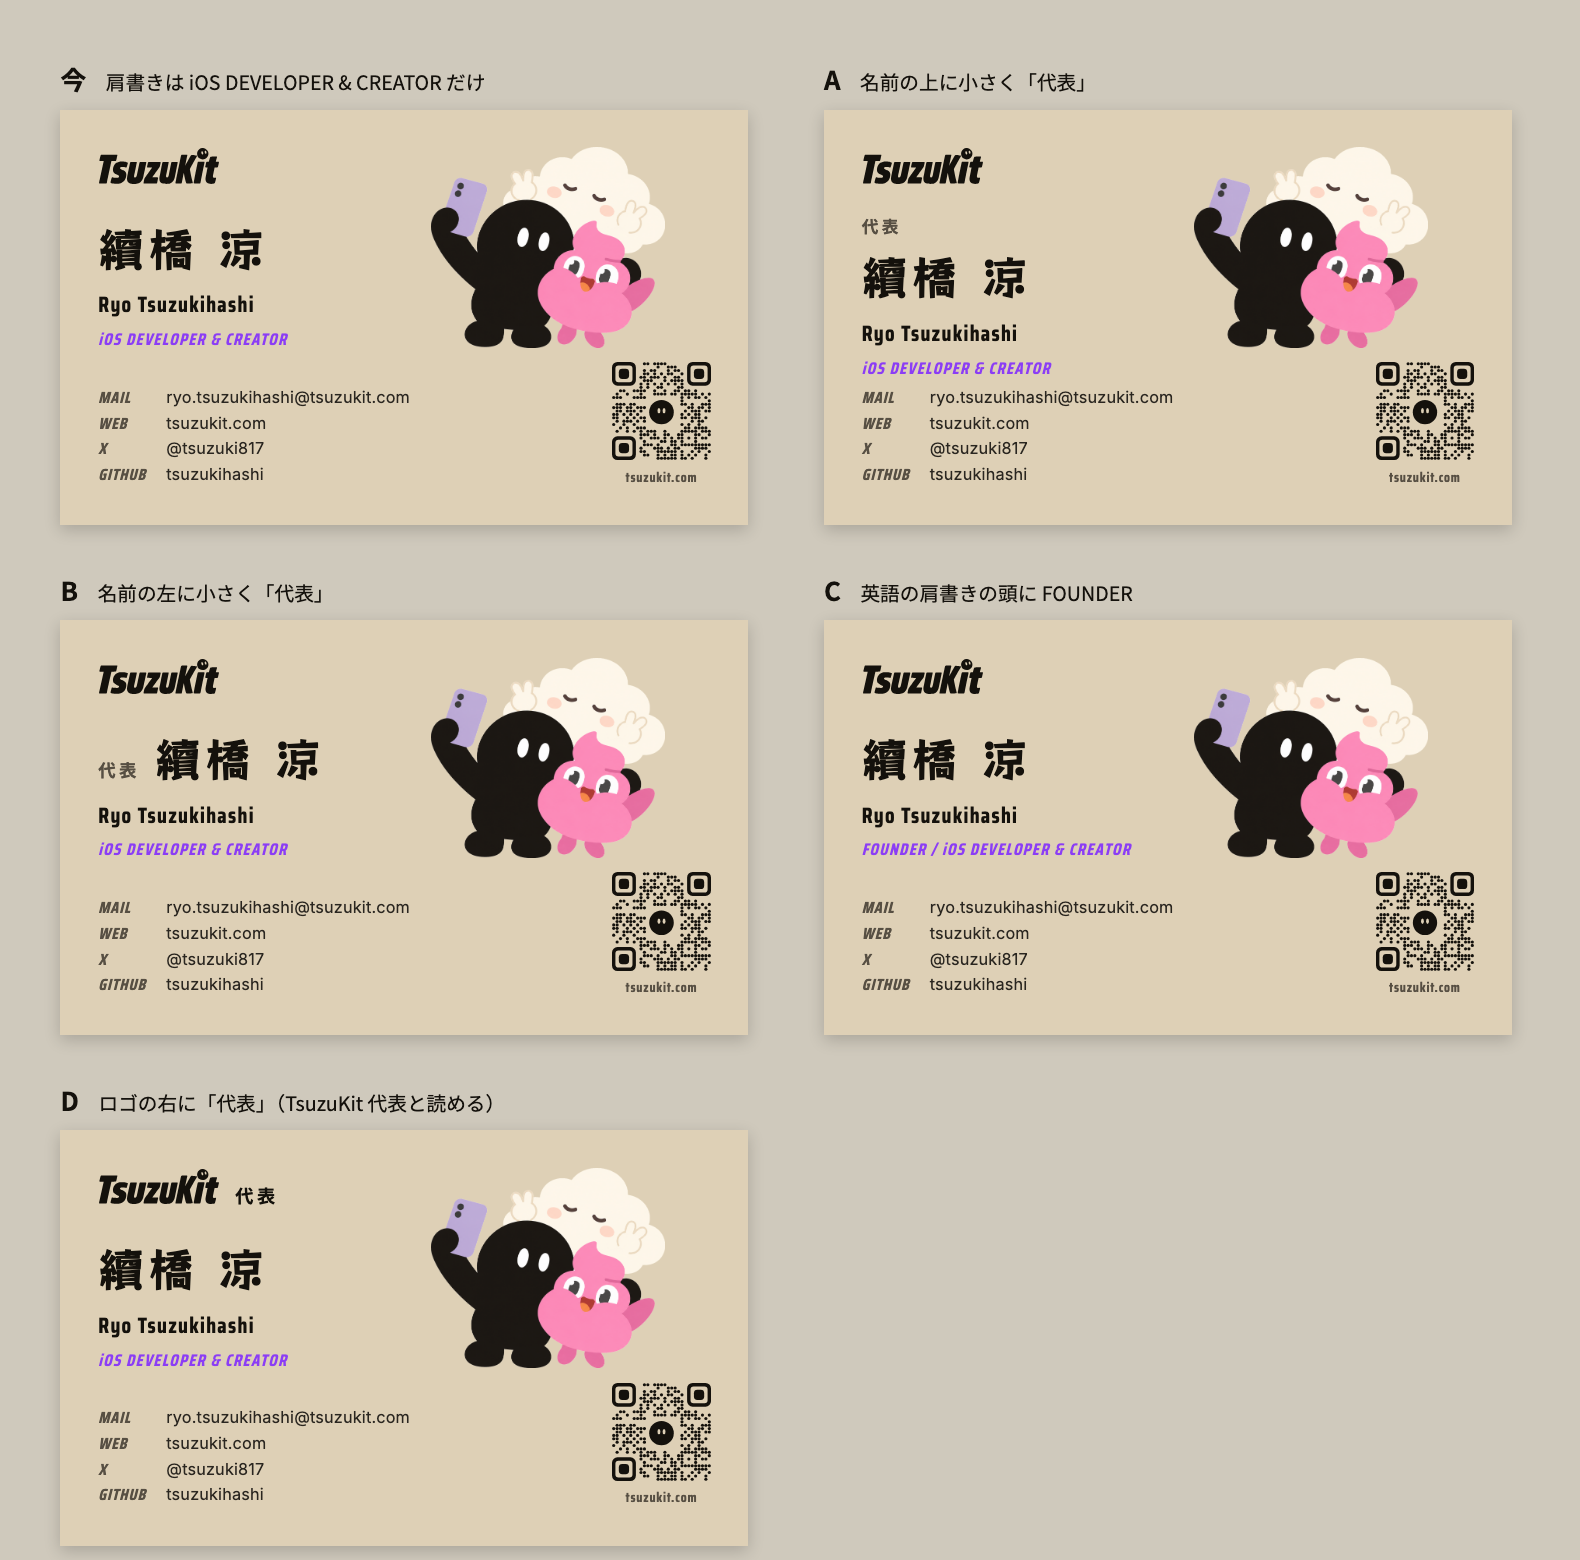 今 肩書きは iOS DEVELOPER & CREATOR だけ
TsuzuKit
續橋 涼
Ryo Tsuzukihashi
iOS DEVELOPER & CREATOR
MAIL ryo.tsuzukihashi@tsuzukit.com
WEB tsuzukit.com
X @tsuzuki817
GITHUB tsuzukihashi
tsuzukit.com
A 名前の上に小さく「代表」
TsuzuKit
代表
續橋 涼
Ryo Tsuzukihashi
iOS DEVELOPER & CREATOR
MAIL ryo.tsuzukihashi@tsuzukit.com
WEB tsuzukit.com
X @tsuzuki817
GITHUB tsuzukihashi
tsuzukit.com
B 名前の左に小さく「代表」
TsuzuKit
代表 續橋 涼
Ryo Tsuzukihashi
iOS DEVELOPER & CREATOR
MAIL ryo.tsuzukihashi@tsuzukit.com
WEB tsuzukit.com
X @tsuzuki817
GITHUB tsuzukihashi
tsuzukit.com
C 英語の肩書きの頭に FOUNDER
TsuzuKit
續橋 涼
Ryo Tsuzukihashi
FOUNDER / iOS DEVELOPER & CREATOR
MAIL ryo.tsuzukihashi@tsuzukit.com
WEB tsuzukit.com
X @tsuzuki817
GITHUB tsuzukihashi
tsuzukit.com
D ロゴの右に「代表」（TsuzuKit 代表と読める）
TsuzuKit 代表
續橋 涼
Ryo Tsuzukihashi
iOS DEVELOPER & CREATOR
MAIL ryo.tsuzukihashi@tsuzukit.com
WEB tsuzukit.com
X @tsuzuki817
GITHUB tsuzukihashi
tsuzukit.com